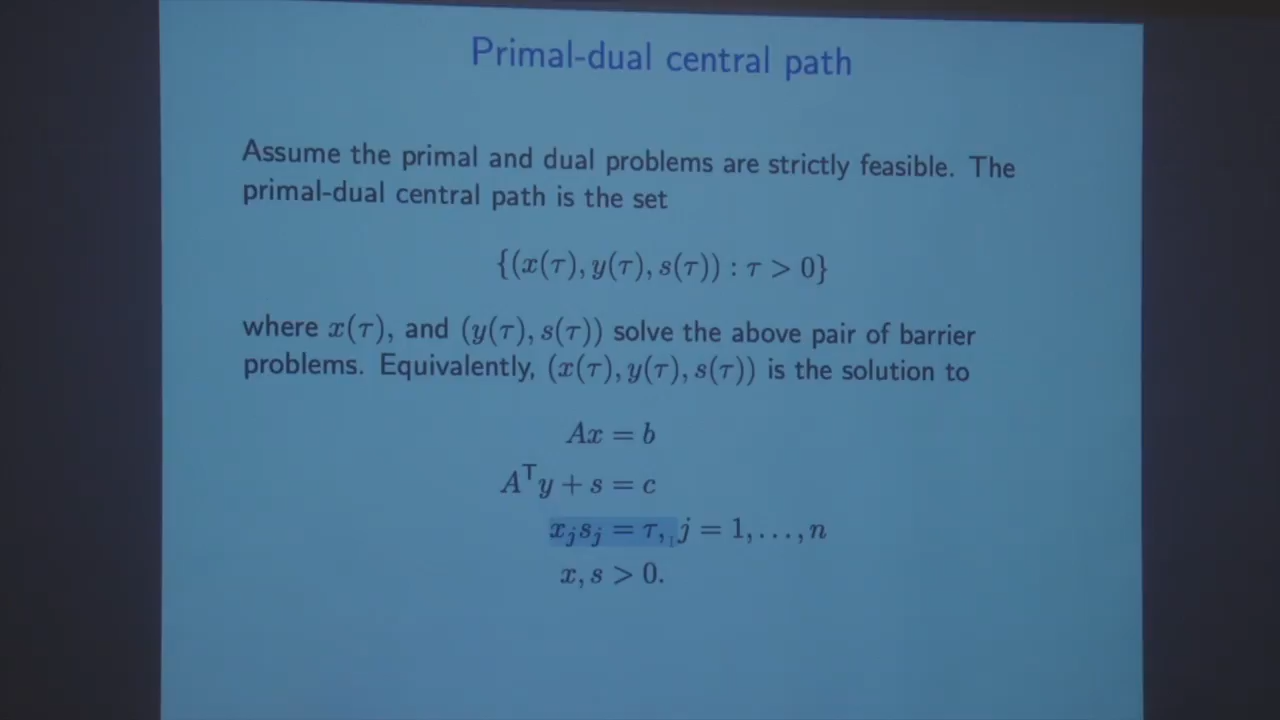 Primal-dual central path
Assume the primal and dual problems are strictly feasible. The
primal-dual central path is the set
{(x(τ), y(τ), s(τ)) : τ > 0}
where x(τ), and (y(τ), s(τ)) solve the above pair of barrier
problems. Equivalently, (x(τ), y(τ), s(τ)) is the solution to
Ax = b
Aᵀy + s = c
xⱼsⱼ = τ, j = 1, . . . , n
x, s > 0.